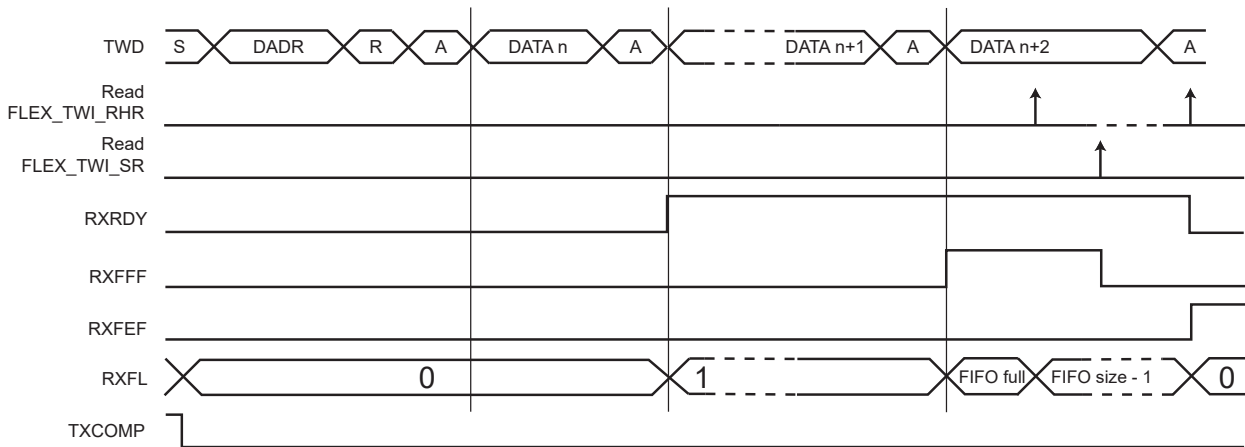 TWD S DADR R A DATA n A DATA n+1 A DATA n+2 A
Read
FLEX_TWI_RHR
Read
FLEX_TWI_SR
RXRDY
RXFFF
RXFEF
RXFL 0 1 FIFO full FIFO size - 1 0
TXCOMP